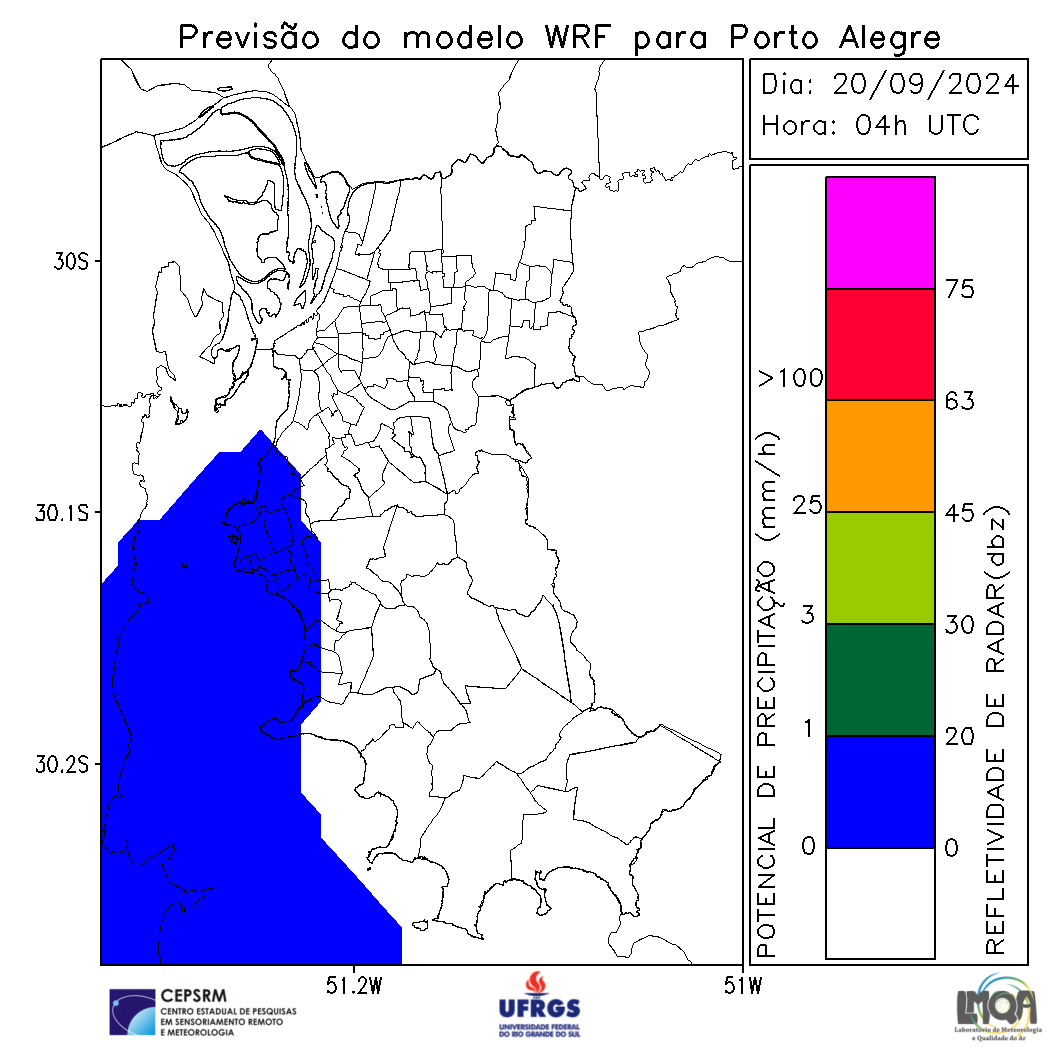 Previsão do modelo WRF para Porto Alegre
Dia: 20/09/2024
Hora: 04h UTC
30S
30.1S
30.2S
51.2W
51W
POTENCIAL DE PRECIPITAÇÃO (mm/h)
>100
25
3
1
0
75
63
45
30
20
0
REFLETIVIDADE DE RADAR(dbz)
CEPSRM
CENTRO ESTADUAL DE PESQUISAS
EM SENSORIAMENTO REMOTO
E METEOROLOGIA
UFRGS
UNIVERSIDADE FEDERAL
DO RIO GRANDE DO SUL
LMQA
Laboratório de Meteorologia
e Qualidade do Ar